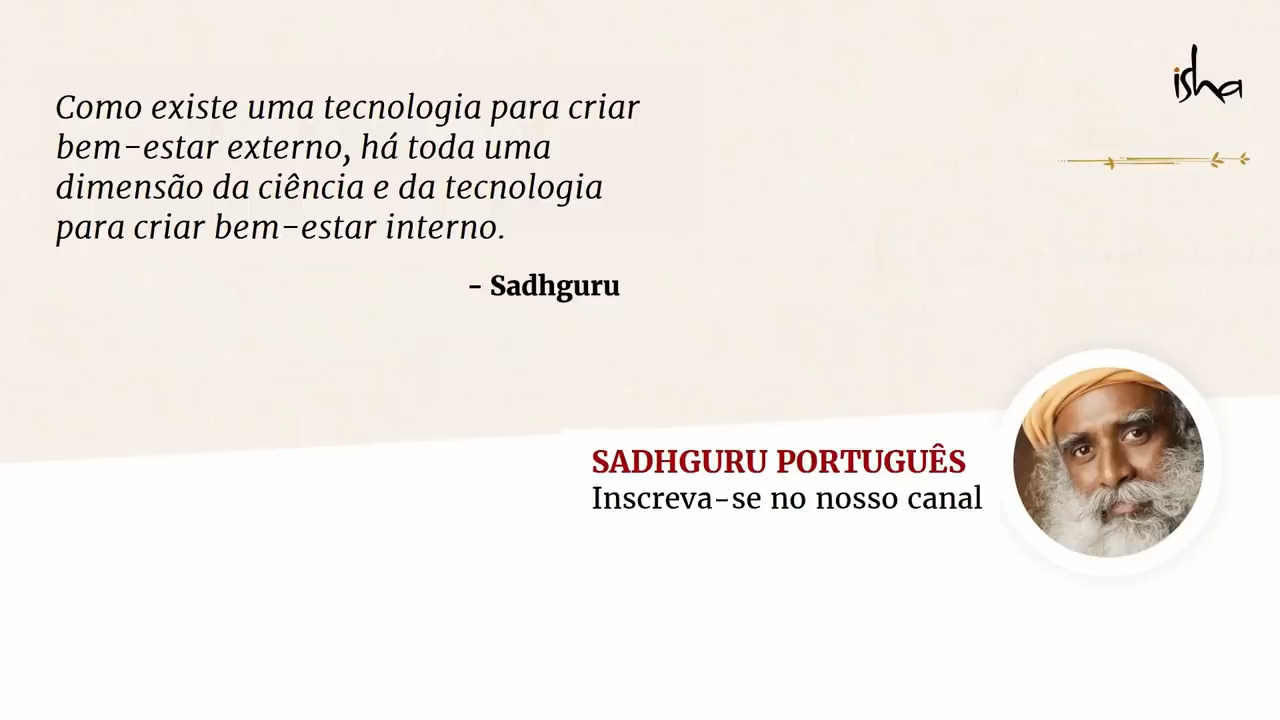 isha
Como existe uma tecnologia para criar
bem-estar externo, há toda uma
dimensão da ciência e da tecnologia
para criar bem-estar interno.
- Sadhguru
SADHGURU PORTUGUÊS
Inscreva-se no nosso canal